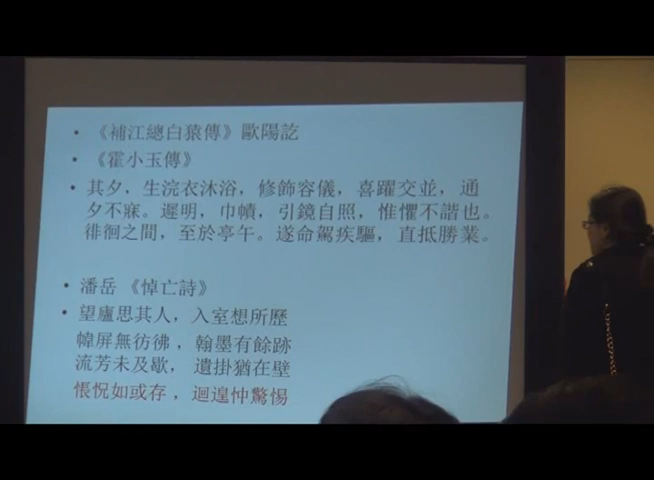 • 《補江總白猿傳》歐陽訖
• 《霍小玉傳》
• 其夕，生浣衣沐浴，修飾容儀，喜躍交並，通
夕不寐。遲明，巾幘，引鏡自照，惟懼不諧也。
徘徊之間，至於亭午。遂命駕疾驅，直抵勝業。
• 潘岳 《悼亡詩》
• 望廬思其人，入室想所歷
幃屏無彷彿，翰墨有餘跡
流芳未及歇， 遺掛猶在壁
悵怳如或存，迴遑忡驚惕